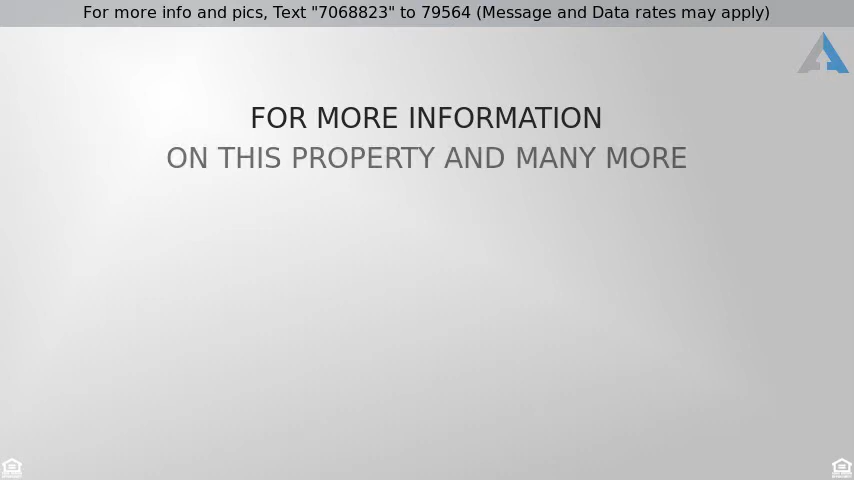 For more info and pics, Text "7068823" to 79564 (Message and Data rates may apply)
FOR MORE INFORMATION
ON THIS PROPERTY AND MANY MORE